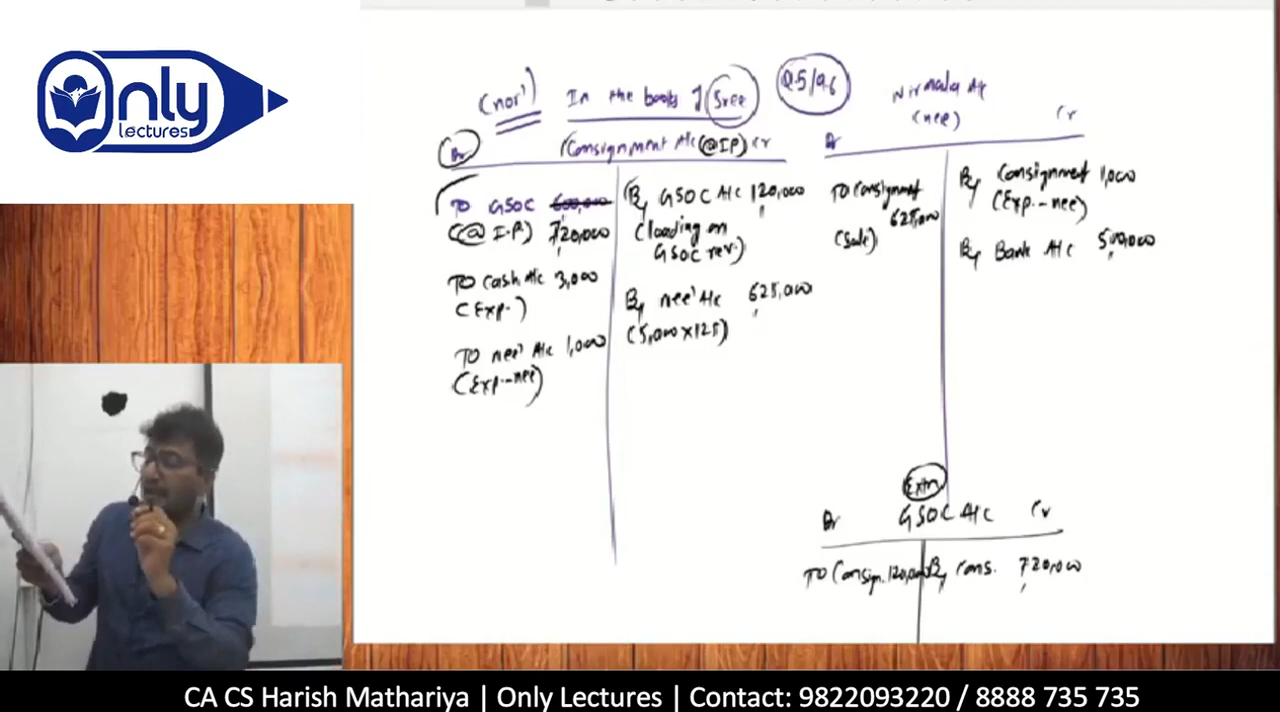 Only
Lectures
(nor')
In the books of Sree
Q.5/9.6
Dr
Consignment A/c (@IP) Cr
To GSOC 600,000
(@ I.P) 720,000
To Cash A/c 3,000
(Exp.)
To nee' A/c 1,000
(Exp.-nee)
By GSOC A/c 120,000
(loading on
GSOC rev.)
By nee' A/c 625,000
(5,000 x 125)
Nirmala A/c
(nee)
Dr
Cr
To Consignment
625,000
(Sale)
By Consignment 1,000
(Exp.-nee)
By Bank A/c 500,000
Extra
Dr GSOC A/c Cr
To Consign. 120,000 By Cons. 720,000
CA CS Harish Mathariya | Only Lectures | Contact: 9822093220 / 8888 735 735